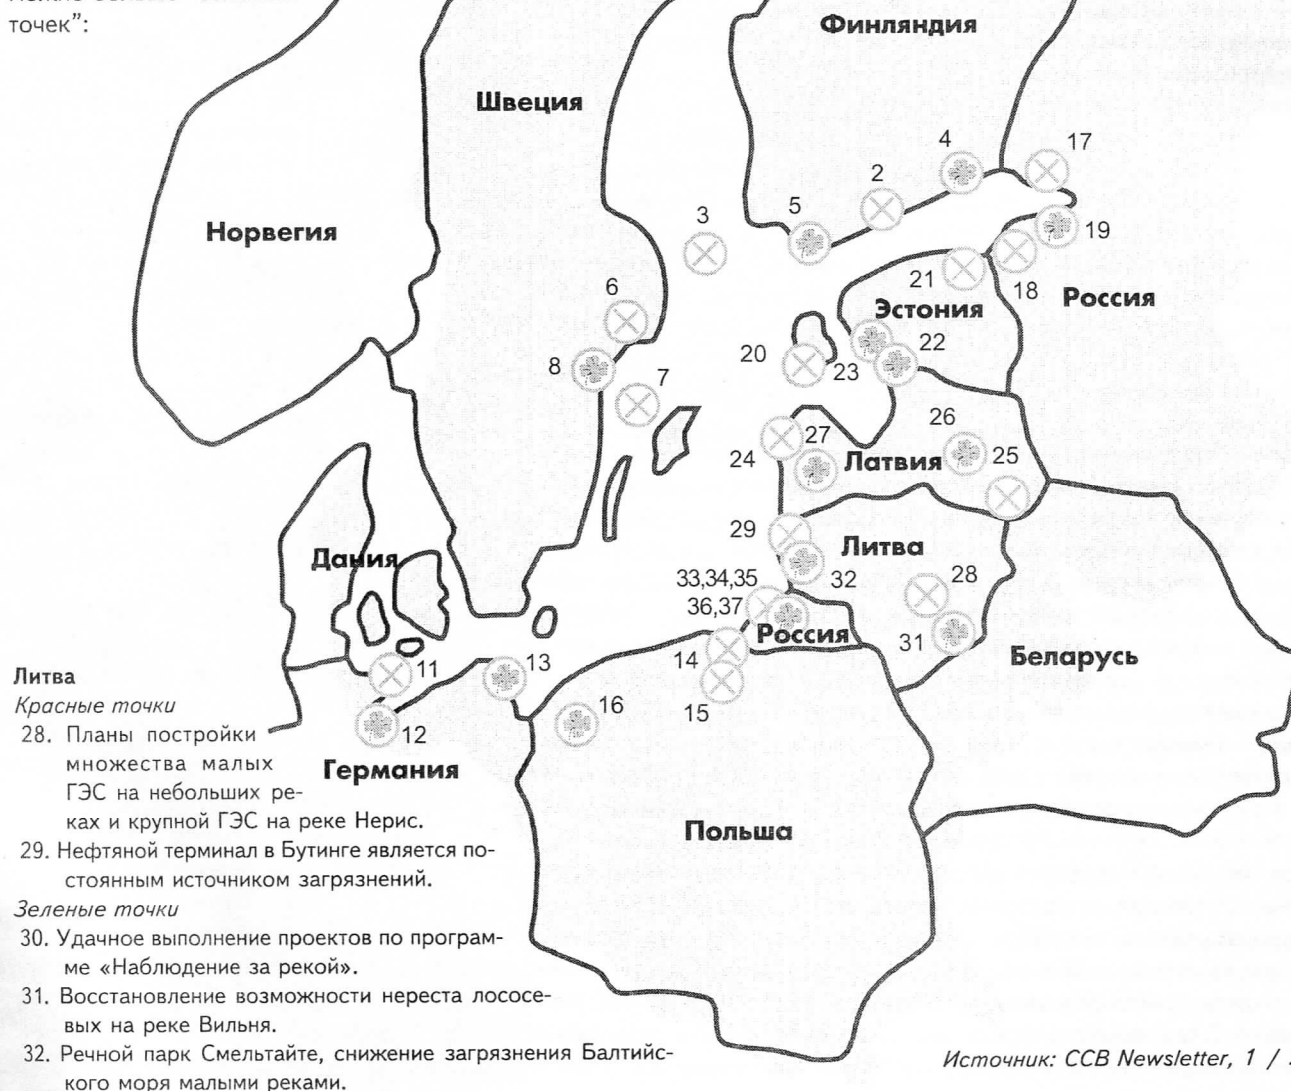 точек”:
Финляндия
Швеция
17
4
2
5
3
Норвегия
19
21
18
Россия
6
Эстония
20
22
8
23
7
26
27
25
24
Латвия
29
Литва
Дания
28
33,34,35
32
36,37
Россия
31
14
Беларусь
11
13
15
16
12
Германия
Польша
Литва
Красные точки
28. Планы постройки
множества малых
ГЭС на небольших ре-
ках и крупной ГЭС на реке Нерис.
29. Нефтяной терминал в Бутинге является по-
стоянным источником загрязнений.
Зеленые точки
30. Удачное выполнение проектов по програм-
ме «Наблюдение за рекой».
31. Восстановление возможности нереста лососе-
вых на реке Вильня.
32. Речной парк Смельтайте, снижение загрязнения Балтийс-
кого моря малыми реками.
Источник: CCB Newsletter, 1 /